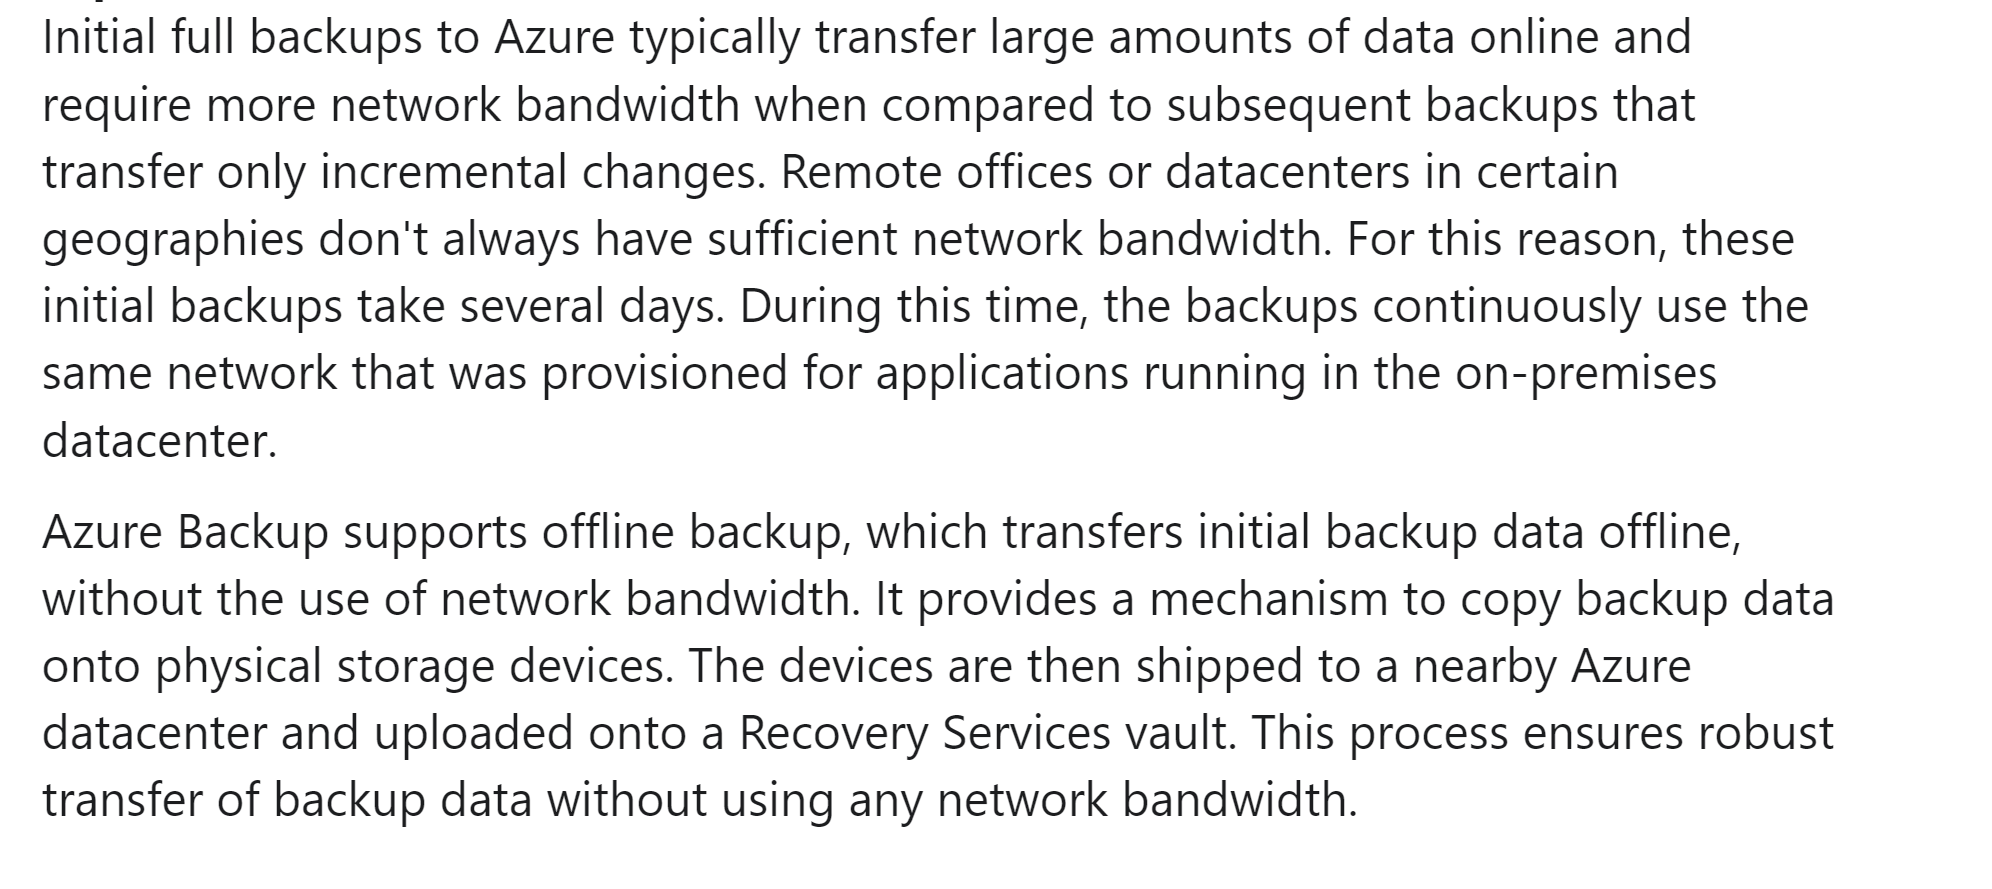 Initial full backups to Azure typically transfer large amounts of data online and
require more network bandwidth when compared to subsequent backups that
transfer only incremental changes. Remote offices or datacenters in certain
geographies don't always have sufficient network bandwidth. For this reason, these
initial backups take several days. During this time, the backups continuously use the
same network that was provisioned for applications running in the on-premises
datacenter.
Azure Backup supports offline backup, which transfers initial backup data offline,
without the use of network bandwidth. It provides a mechanism to copy backup data
onto physical storage devices. The devices are then shipped to a nearby Azure
datacenter and uploaded onto a Recovery Services vault. This process ensures robust
transfer of backup data without using any network bandwidth.